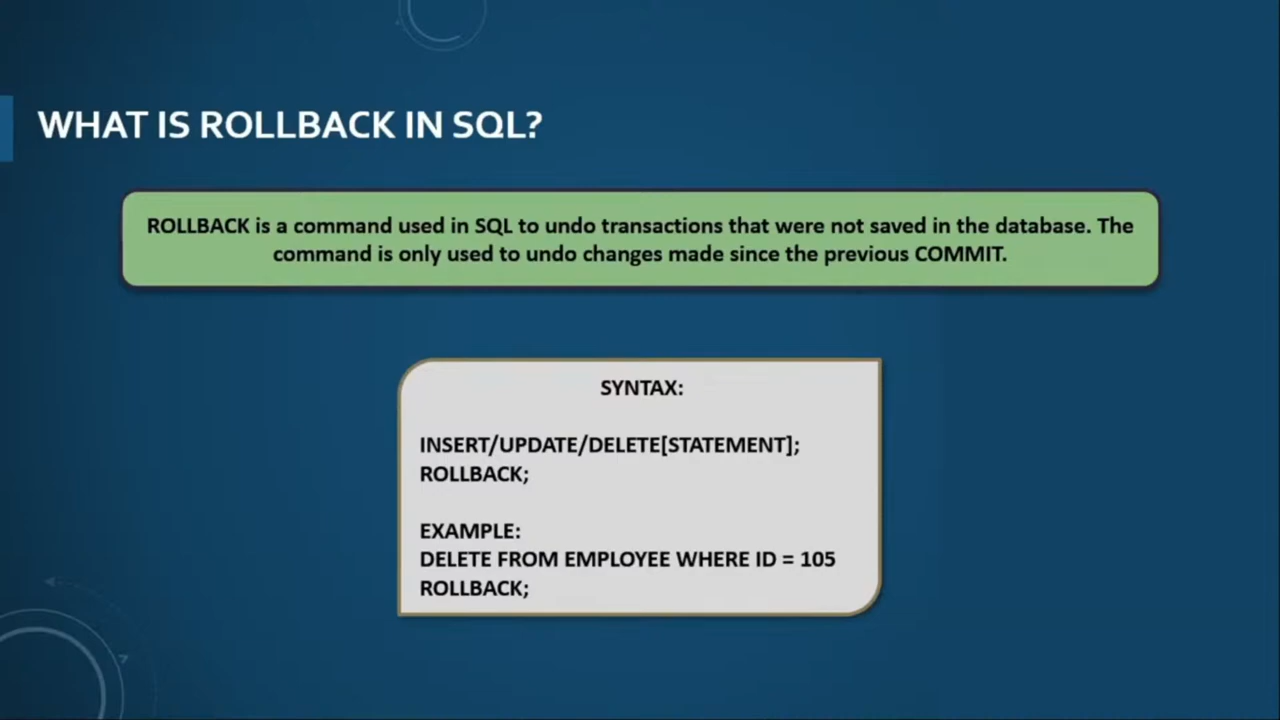 WHAT IS ROLLBACK IN SQL?
ROLLBACK is a command used in SQL to undo transactions that were not saved in the database. The
command is only used to undo changes made since the previous COMMIT.
SYNTAX:
INSERT/UPDATE/DELETE[STATEMENT];
ROLLBACK;
EXAMPLE:
DELETE FROM EMPLOYEE WHERE ID = 105
ROLLBACK;